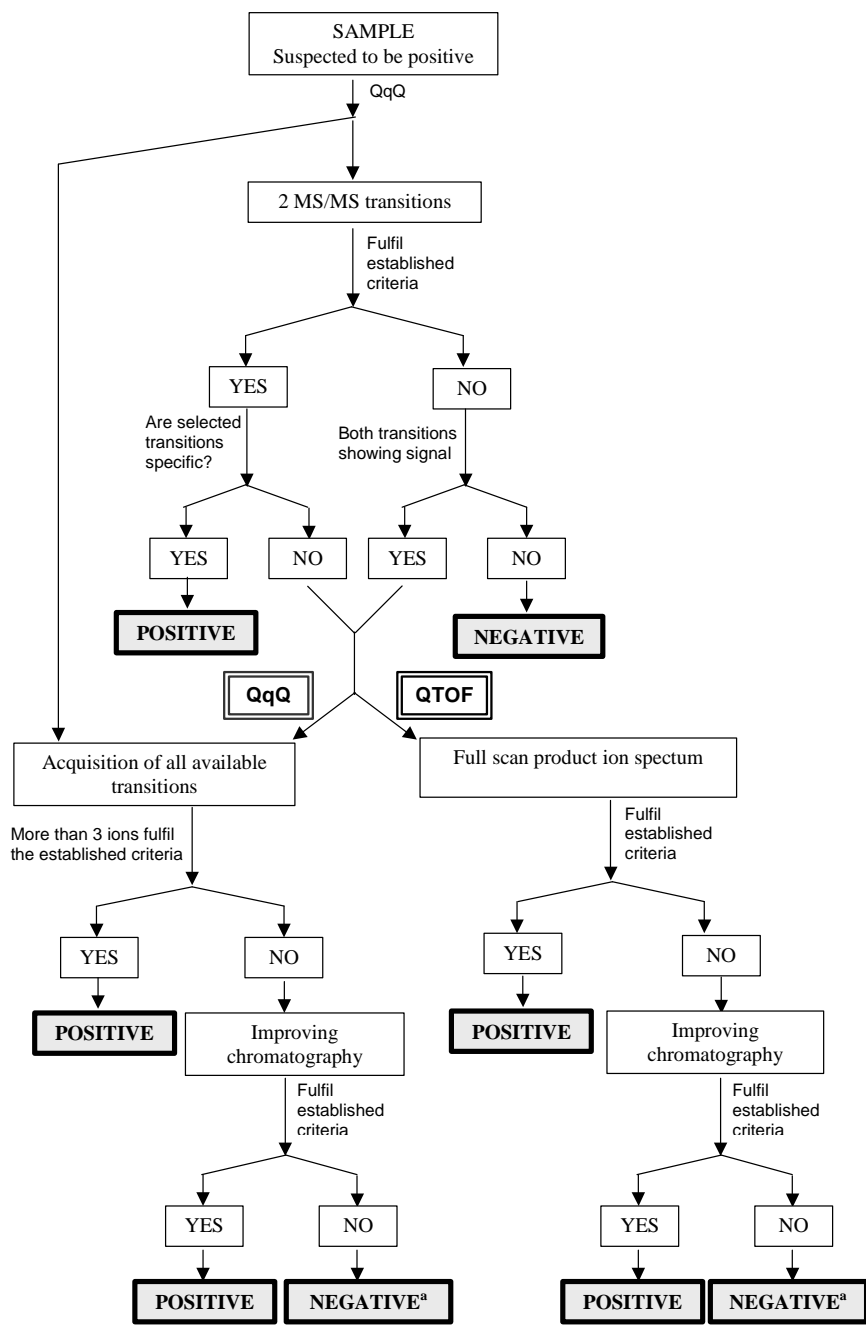 SAMPLE
Suspected to be positive
QqQ
2 MS/MS transitions
Fulfil
established
criteria
YES
NO
Are selected
transitions
specific?
Both transitions
showing signal
YES
NO
YES
NO
POSITIVE
NEGATIVE
QqQ
QTOF
Acquisition of all available
transitions
Full scan product ion spectum
More than 3 ions fulfil
the established criteria
Fulfil
established
criteria
YES
NO
YES
NO
POSITIVE
Improving
chromatography
POSITIVE
Improving
chromatography
Fulfil
established
criteria
Fulfil
established
criteria
YES
NO
YES
NO
POSITIVE
NEGATIVEᵃ
POSITIVE
NEGATIVEᵃ